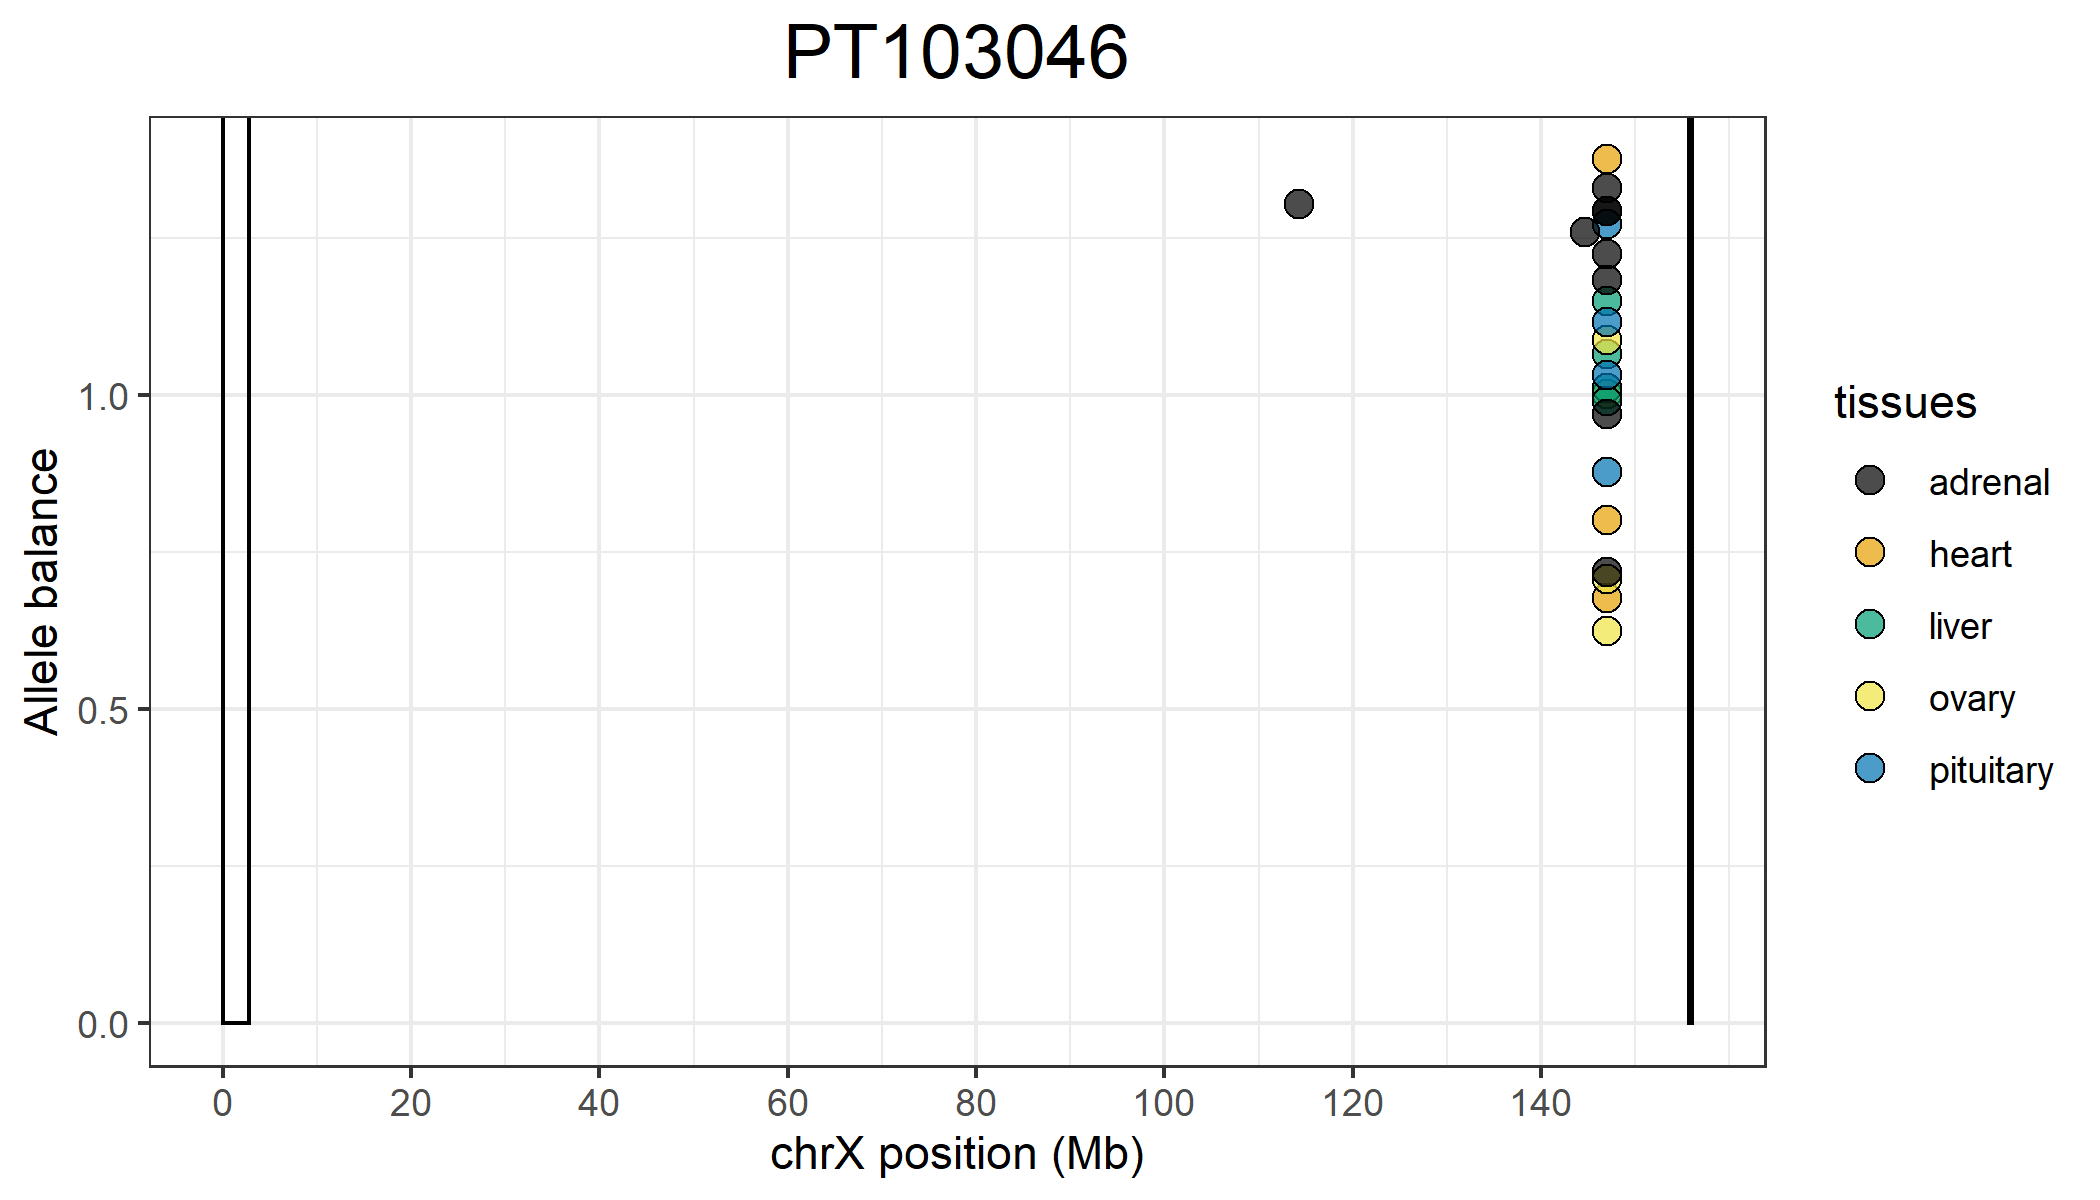 PT103046
Allele balance
1.0
0.5
0.0
0 20 40 60 80 100 120 140
chrX position (Mb)
tissues
adrenal
heart
liver
ovary
pituitary